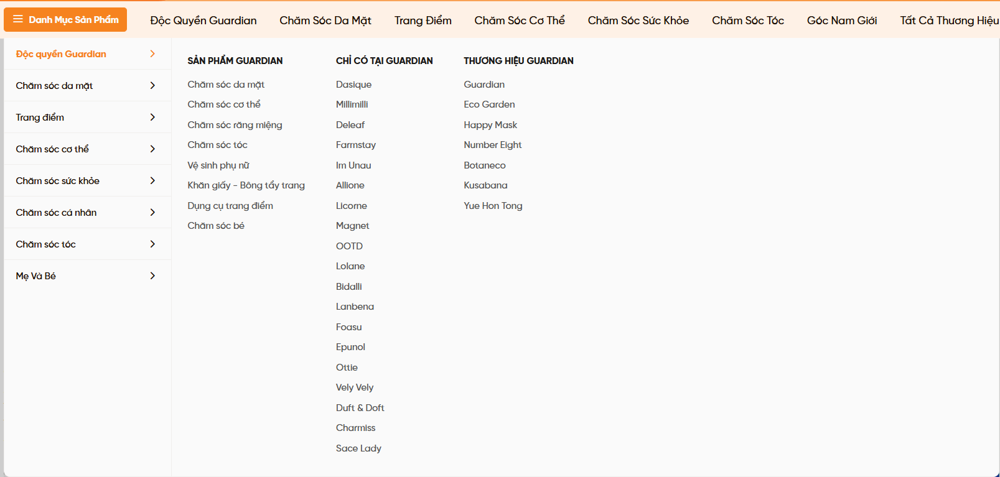 Danh Mục Sản Phẩm
Độc Quyền Guardian
Chăm Sóc Da Mặt
Trang Điểm
Chăm Sóc Cơ Thể
Chăm Sóc Sức Khỏe
Chăm Sóc Tóc
Góc Nam Giới
Tất Cả Thương Hiệu
Độc quyền Guardian
Chăm sóc da mặt
Trang điểm
Chăm sóc cơ thể
Chăm sóc sức khỏe
Chăm sóc cá nhân
Chăm sóc tóc
Mẹ Và Bé
SẢN PHẨM GUARDIAN
Chăm sóc da mặt
Chăm sóc cơ thể
Chăm sóc răng miệng
Chăm sóc tóc
Vệ sinh phụ nữ
Khăn giấy - Bông tẩy trang
Dụng cụ trang điểm
Chăm sóc bé
CHỈ CÓ TẠI GUARDIAN
Dasique
Millimilli
Deleaf
Farmstay
Im Unau
Allione
Licorne
Magnet
OOTD
Lolane
Bidalli
Lanbena
Foasu
Epunol
Ottie
Vely Vely
Duft & Doft
Charmiss
Sace Lady
THƯƠNG HIỆU GUARDIAN
Guardian
Eco Garden
Happy Mask
Number Eight
Botaneco
Kusabana
Yue Hon Tong